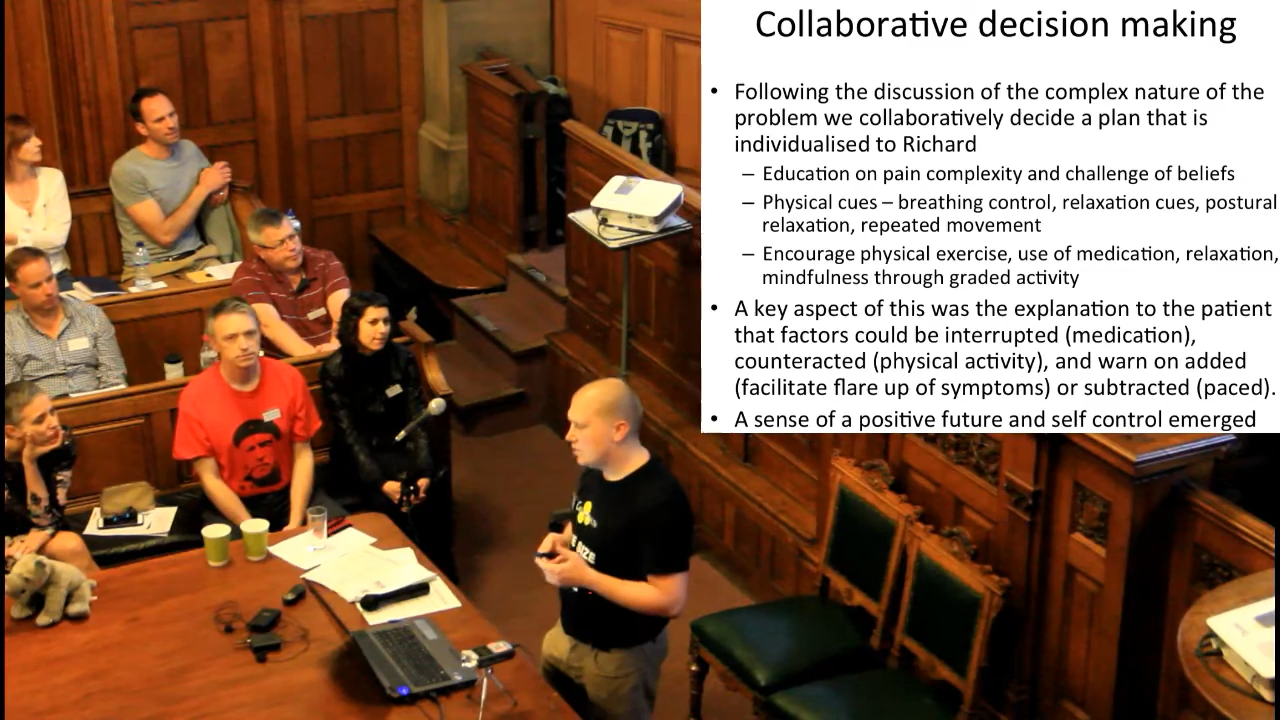 Collaborative decision making
• Following the discussion of the complex nature of the
problem we collaboratively decide a plan that is
individualised to Richard
– Education on pain complexity and challenge of beliefs
– Physical cues – breathing control, relaxation cues, postural
relaxation, repeated movement
– Encourage physical exercise, use of medication, relaxation,
mindfulness through graded activity
• A key aspect of this was the explanation to the patient
that factors could be interrupted (medication),
counteracted (physical activity), and warn on added
(facilitate flare up of symptoms) or subtracted (paced).
• A sense of a positive future and self control emerged
SIZE